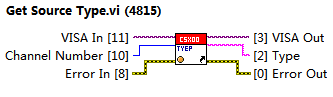 Get Source Type.vi (4815)
VISA In [11]
Channel Number [10]
Error In [8]
CSX00
TYEP
[3] VISA Out
[2] Type
[0] Error Out